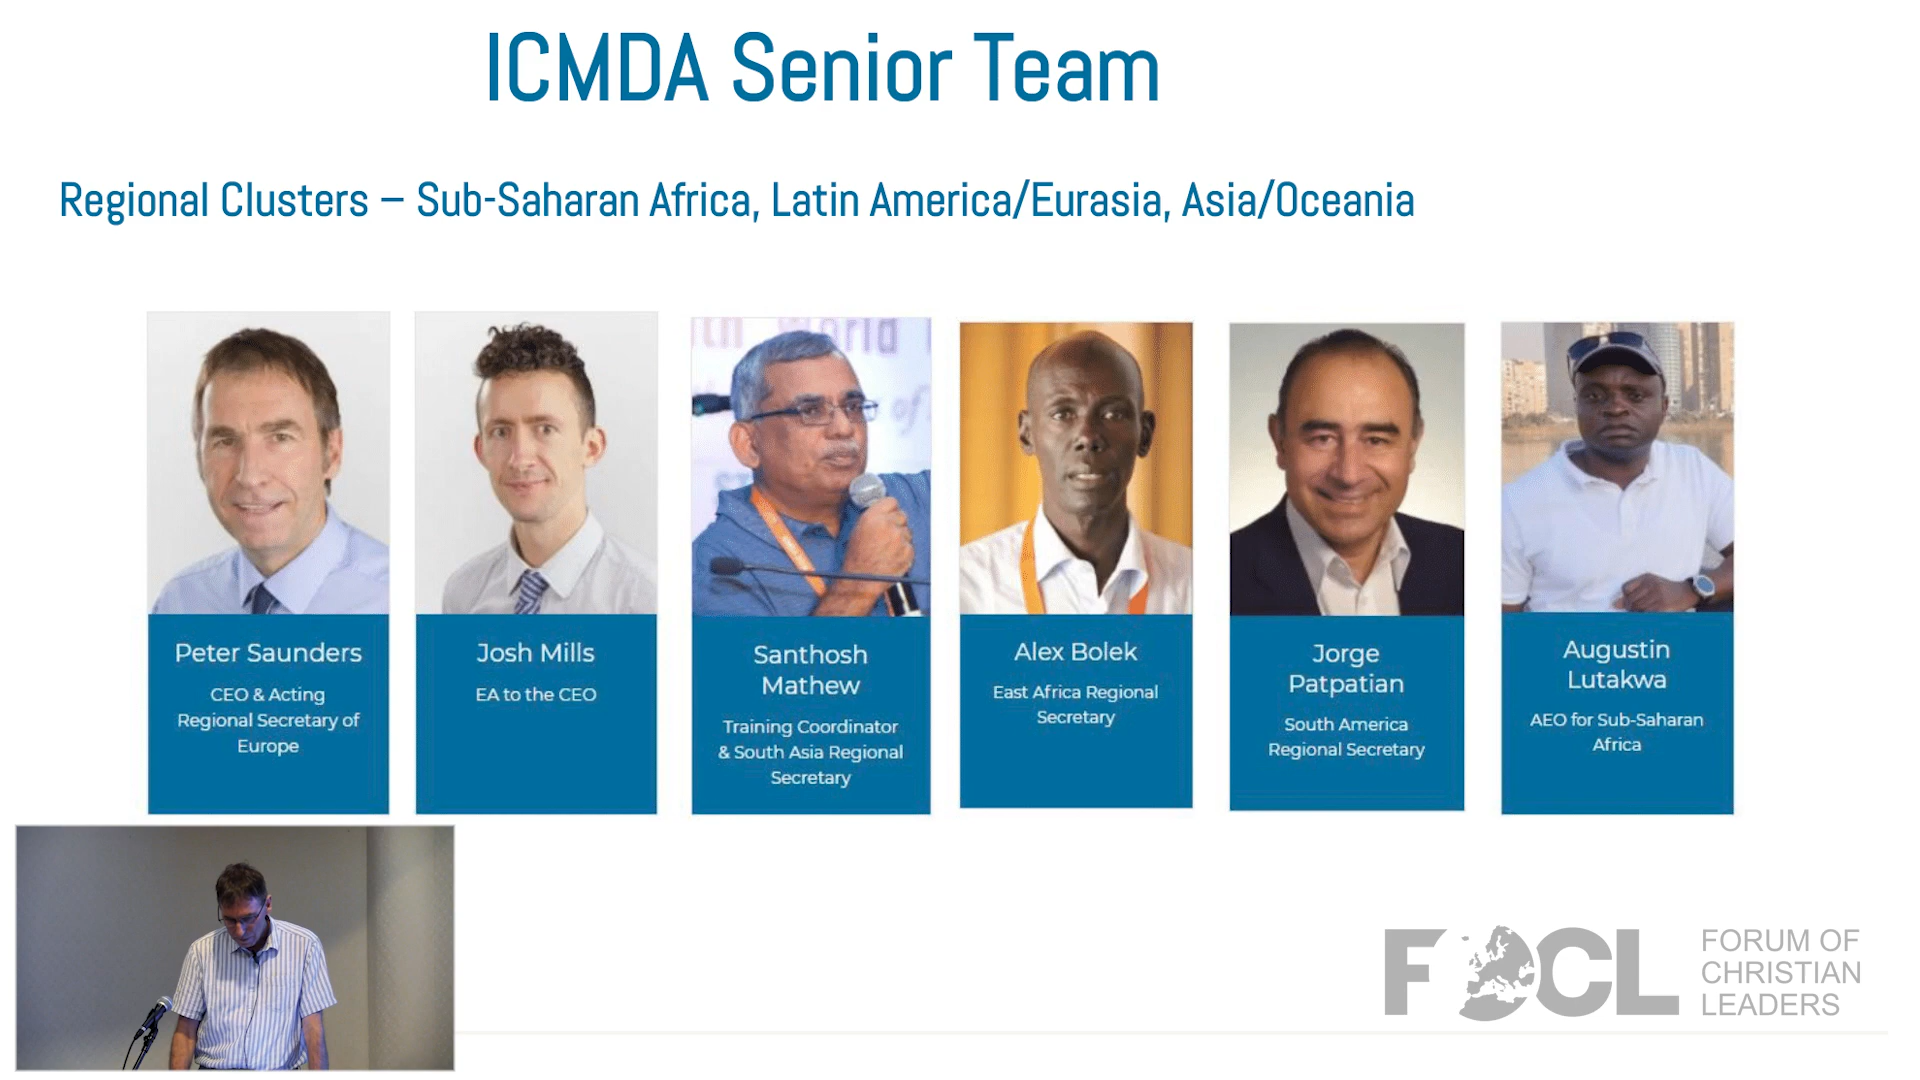 ICMDA Senior Team
Regional Clusters – Sub-Saharan Africa, Latin America/Eurasia, Asia/Oceania
Peter Saunders
CEO & Acting
Regional Secretary of
Europe
Josh Mills
EA to the CEO
Santhosh
Mathew
Training Coordinator
& South Asia Regional
Secretary
Alex Bolek
East Africa Regional
Secretary
Jorge
Patpatian
South America
Regional Secretary
Augustin
Lutakwa
AEO for Sub-Saharan
Africa
FOCL
FORUM OF
CHRISTIAN
LEADERS